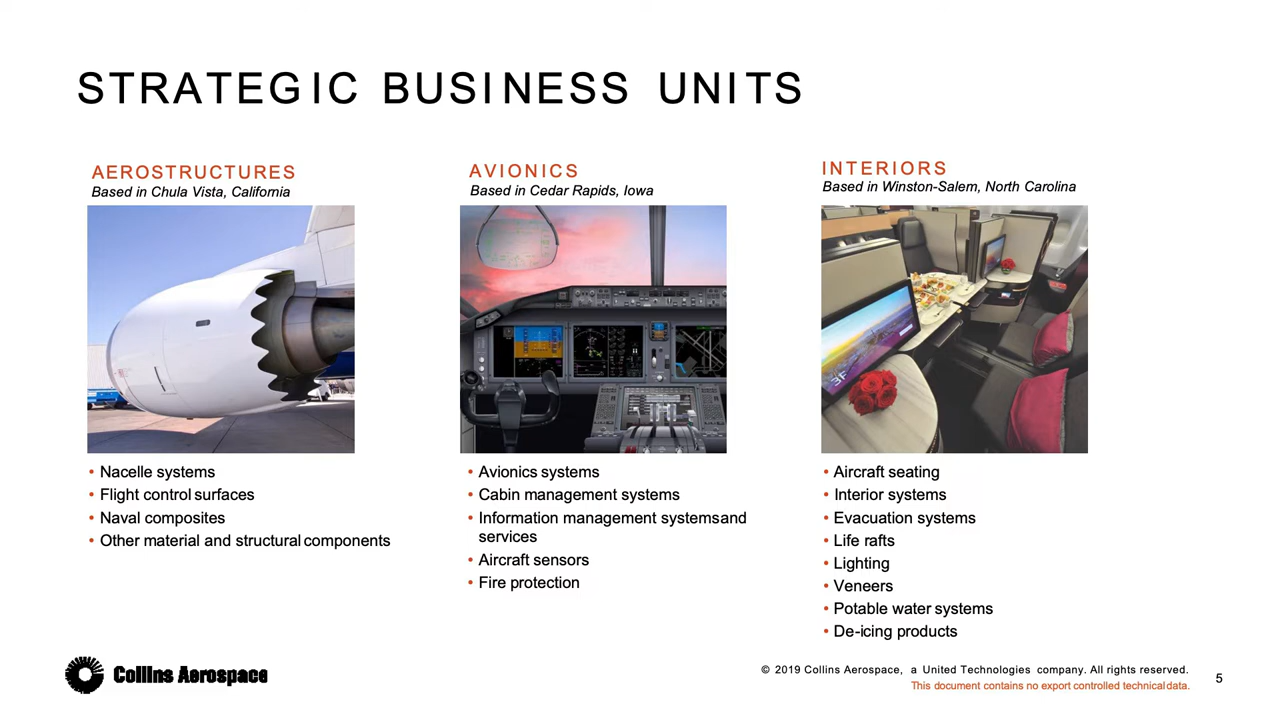 STRATEGIC BUSINESS UNITS
AEROSTRUCTURES
Based in Chula Vista, California
• Nacelle systems
• Flight control surfaces
• Naval composites
• Other material and structural components
AVIONICS
Based in Cedar Rapids, Iowa
• Avionics systems
• Cabin management systems
• Information management systemsand
services
• Aircraft sensors
• Fire protection
INTERIORS
Based in Winston-Salem, North Carolina
3F
• Aircraft seating
• Interior systems
• Evacuation systems
• Life rafts
• Lighting
• Veneers
• Potable water systems
• De-icing products
Collins Aerospace
© 2019 Collins Aerospace, a United Technologies company. All rights reserved.
This document contains no export controlled technicaldata.
5